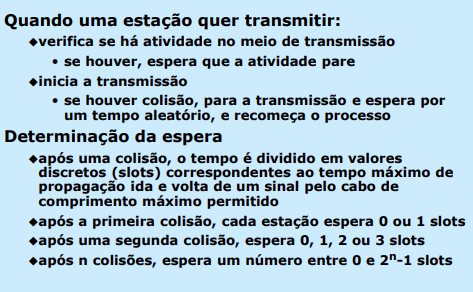 Quando uma estação quer transmitir:
◆verifica se há atividade no meio de transmissão
• se houver, espera que a atividade pare
◆inicia a transmissão
• se houver colisão, para a transmissão e espera por
um tempo aleatório, e recomeça o processo
Determinação da espera
◆após uma colisão, o tempo é dividido em valores
discretos (slots) correspondentes ao tempo máximo de
propagação ida e volta de um sinal pelo cabo de
comprimento máximo permitido
◆após a primeira colisão, cada estação espera 0 ou 1 slots
◆após uma segunda colisão, espera 0, 1, 2 ou 3 slots
◆após n colisões, espera um número entre 0 e 2ⁿ-1 slots